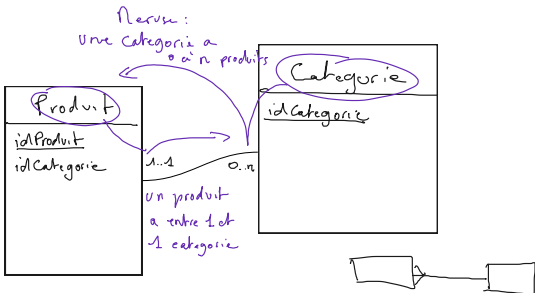 Meruse :
une Categorie a
0 à n produits
Categorie
idCategorie
Produit
idProduit
idCategorie
1..1
0..n
un produit
a entre 1 et
1 categorie